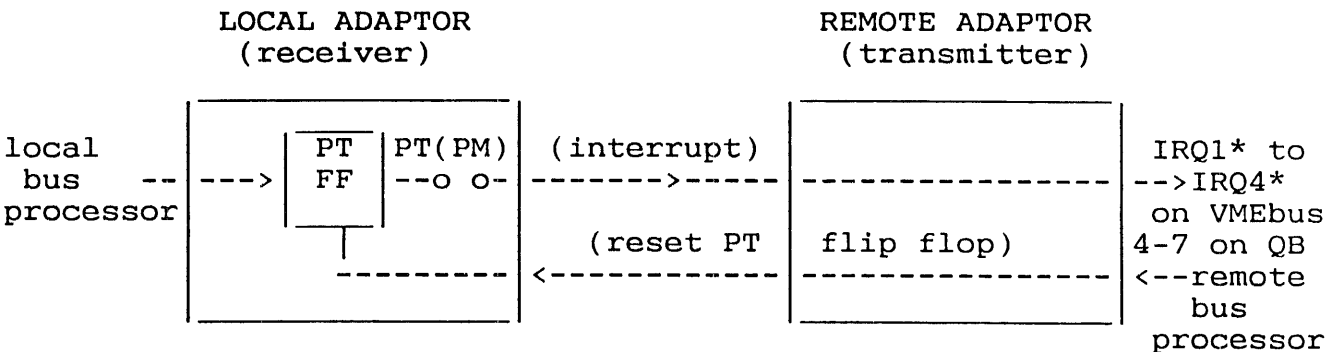 LOCAL ADAPTOR REMOTE ADAPTOR
(receiver) (transmitter)
local PT PT(PM) (interrupt) IRQ1* to
bus -- ---> FF --o o- ------->----- ---------------- -->IRQ4*
processor on VMEbus
(reset PT flip flop) 4-7 on QB
--------- <------------ ---------------- <--remote
bus
processor